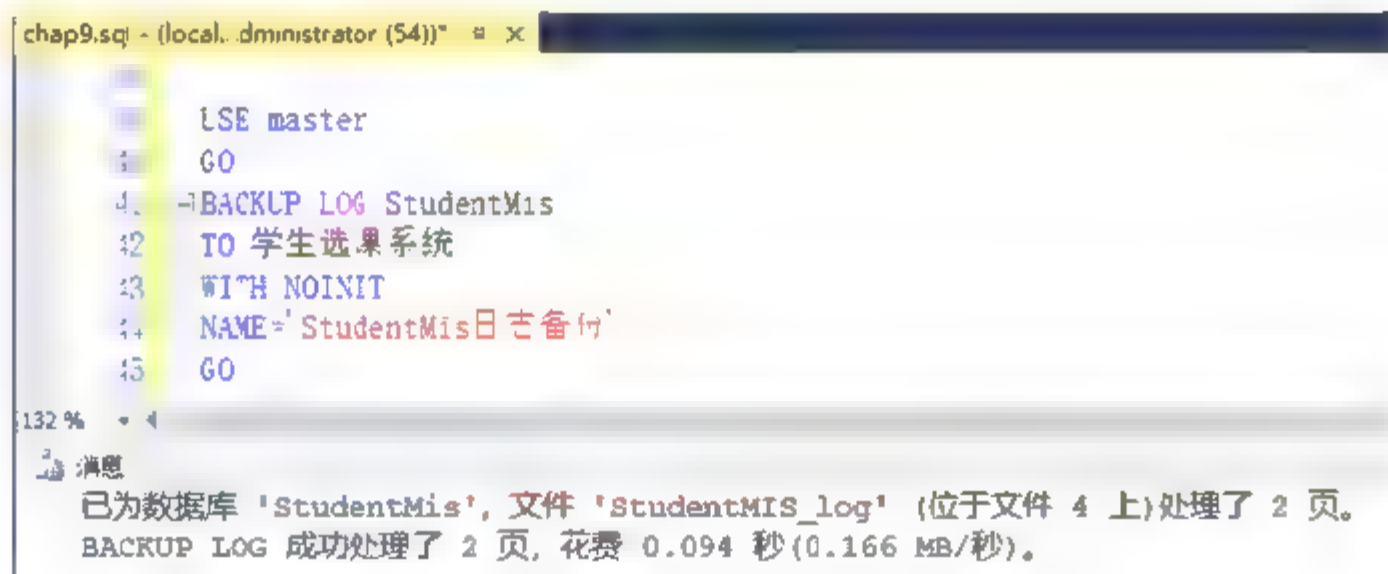 chap9.sql - (local...dministrator (54))*
USE master
GO
BACKUP LOG StudentMis
42 TO 学生选课系统
43 WITH NOINIT
44 NAME='StudentMis日志备份'
45 GO
132 %
消息
已为数据库 'StudentMis', 文件 'StudentMIS_log' (位于文件 4 上)处理了 2 页。
BACKUP LOG 成功处理了 2 页, 花费 0.094 秒(0.166 MB/秒)。